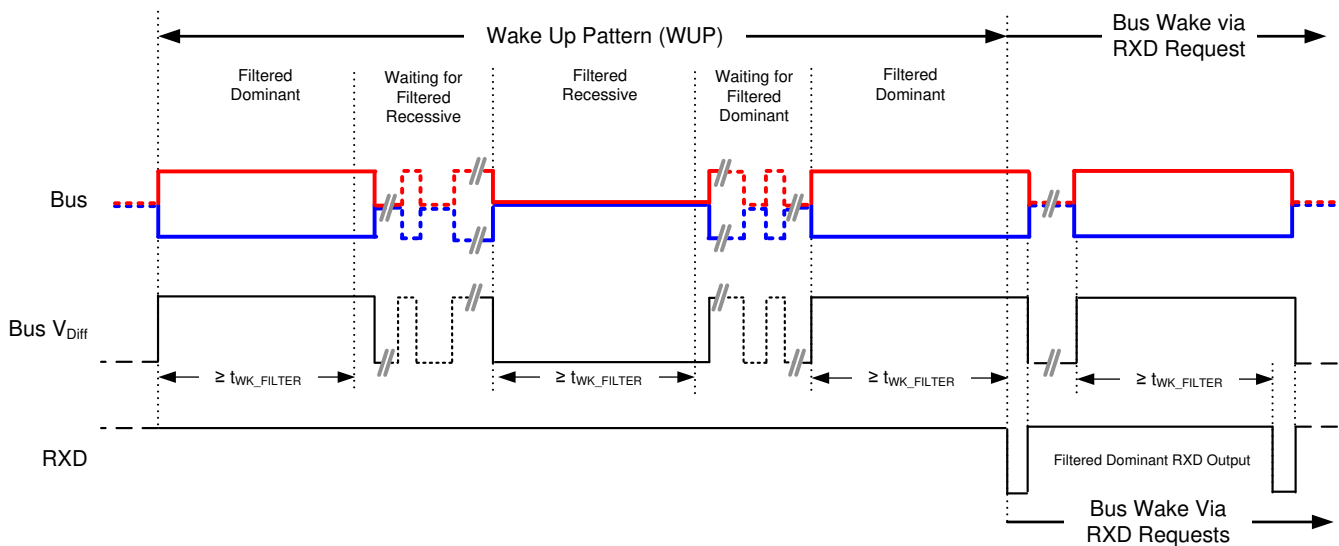 Wake Up Pattern (WUP)
Bus Wake via
RXD Request
Filtered
Dominant
Waiting for
Filtered
Recessive
Filtered
Recessive
Waiting for
Filtered
Dominant
Filtered
Dominant
Bus
Bus VDiff
≥ tWK_FILTER
≥ tWK_FILTER
≥ tWK_FILTER
≥ tWK_FILTER
RXD
Filtered Dominant RXD Output
Bus Wake Via
RXD Requests